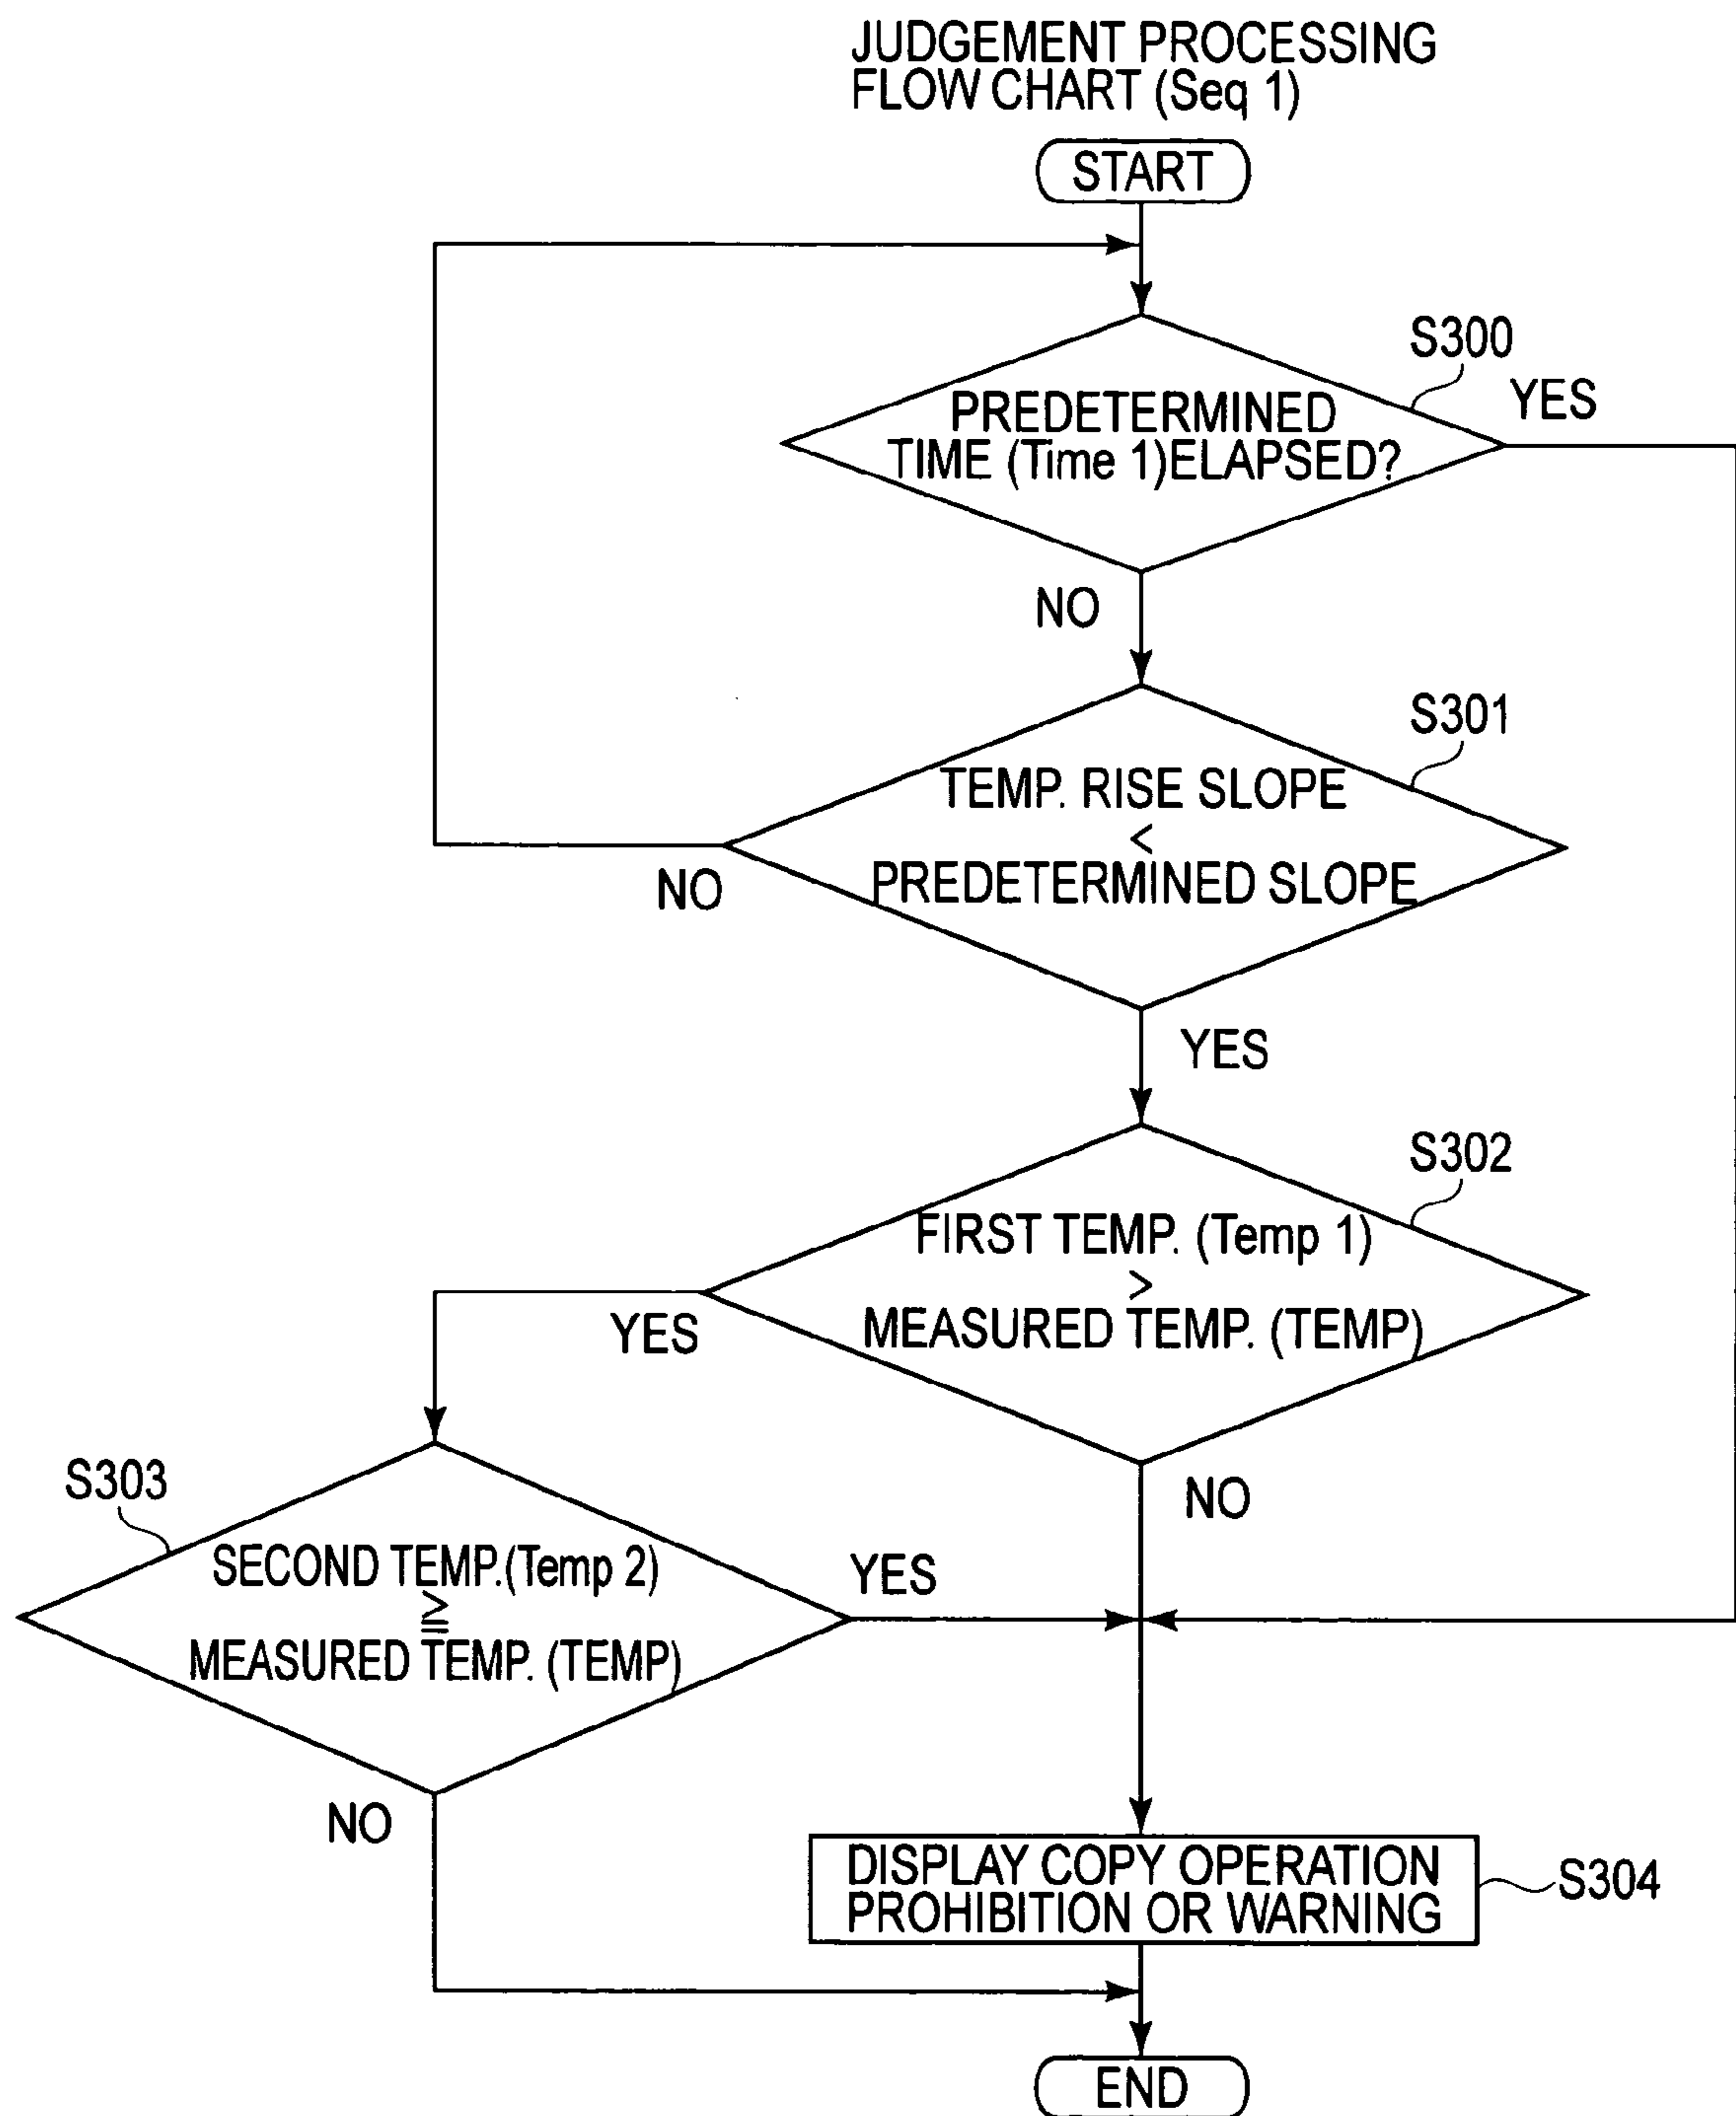 JUDGEMENT PROCESSING
FLOW CHART (Seq 1)
START
S300
PREDETERMINED
TIME (Time 1)ELAPSED?
YES
NO
S301
TEMP. RISE SLOPE
<
PREDETERMINED SLOPE
NO
YES
S302
FIRST TEMP. (Temp 1)
>
MEASURED TEMP. (TEMP)
YES
NO
S303
SECOND TEMP.(Temp 2)
≧
MEASURED TEMP. (TEMP)
YES
NO
DISPLAY COPY OPERATION
PROHIBITION OR WARNING
S304
END